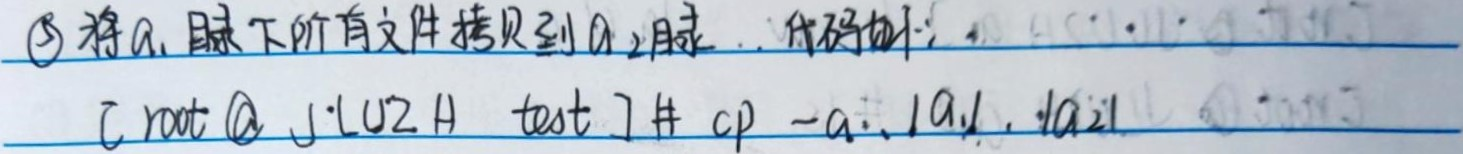 ⑤将a1目录下所有文件拷贝到a2目录..代码如下:
[root@ JLUZH test]# cp -a ./a1/. ./a2/